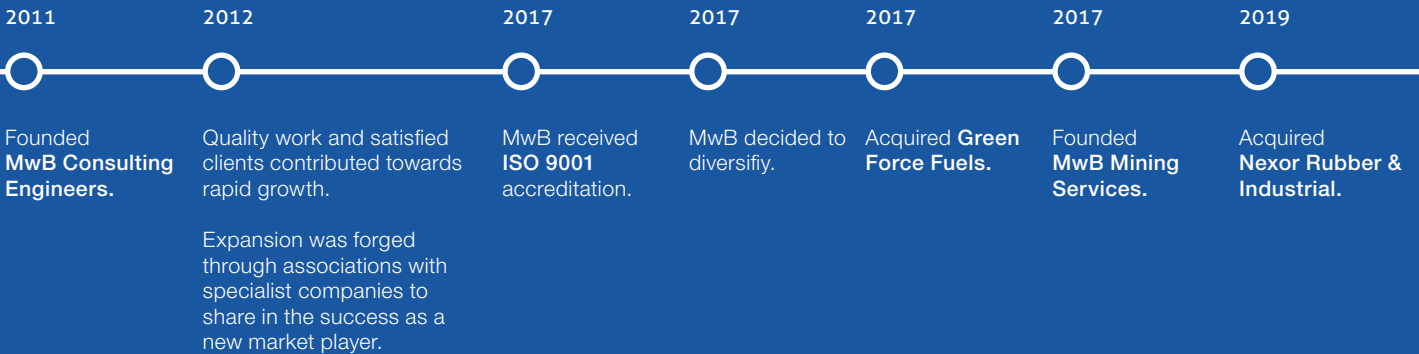 2011
Founded
MwB Consulting
Engineers.
2012
Quality work and satisfied
clients contributed towards
rapid growth.
Expansion was forged
through associations with
specialist companies to
share in the success as a
new market player.
2017
MwB received
ISO 9001
accreditation.
2017
MwB decided to
diversifiy.
2017
Acquired Green
Force Fuels.
2017
Founded
MwB Mining
Services.
2019
Acquired
Nexor Rubber &
Industrial.